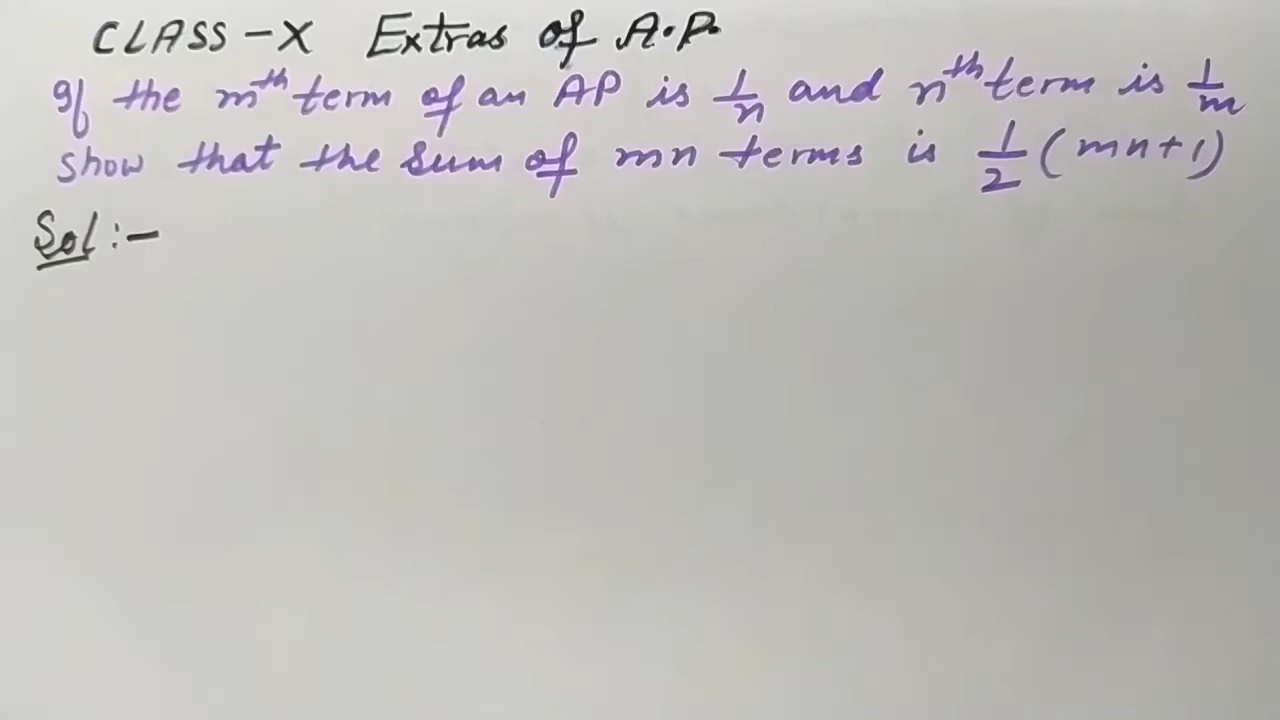 CLASS-X Extras of A.P.
If the mth term of an AP is 1/n and nth term is 1/m
show that the sum of mn terms is 1/2 (mn+1)
Sol:-